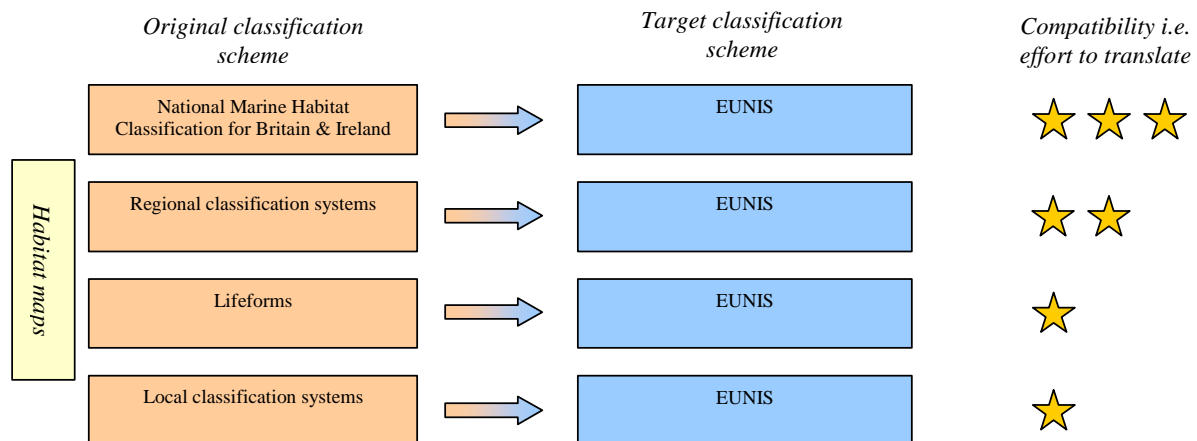 Original classification
scheme
Target classification
scheme
Compatibility i.e.
effort to translate
Habitat maps
National Marine Habitat
Classification for Britain & Ireland
EUNIS
Regional classification systems
EUNIS
Lifeforms
EUNIS
Local classification systems
EUNIS